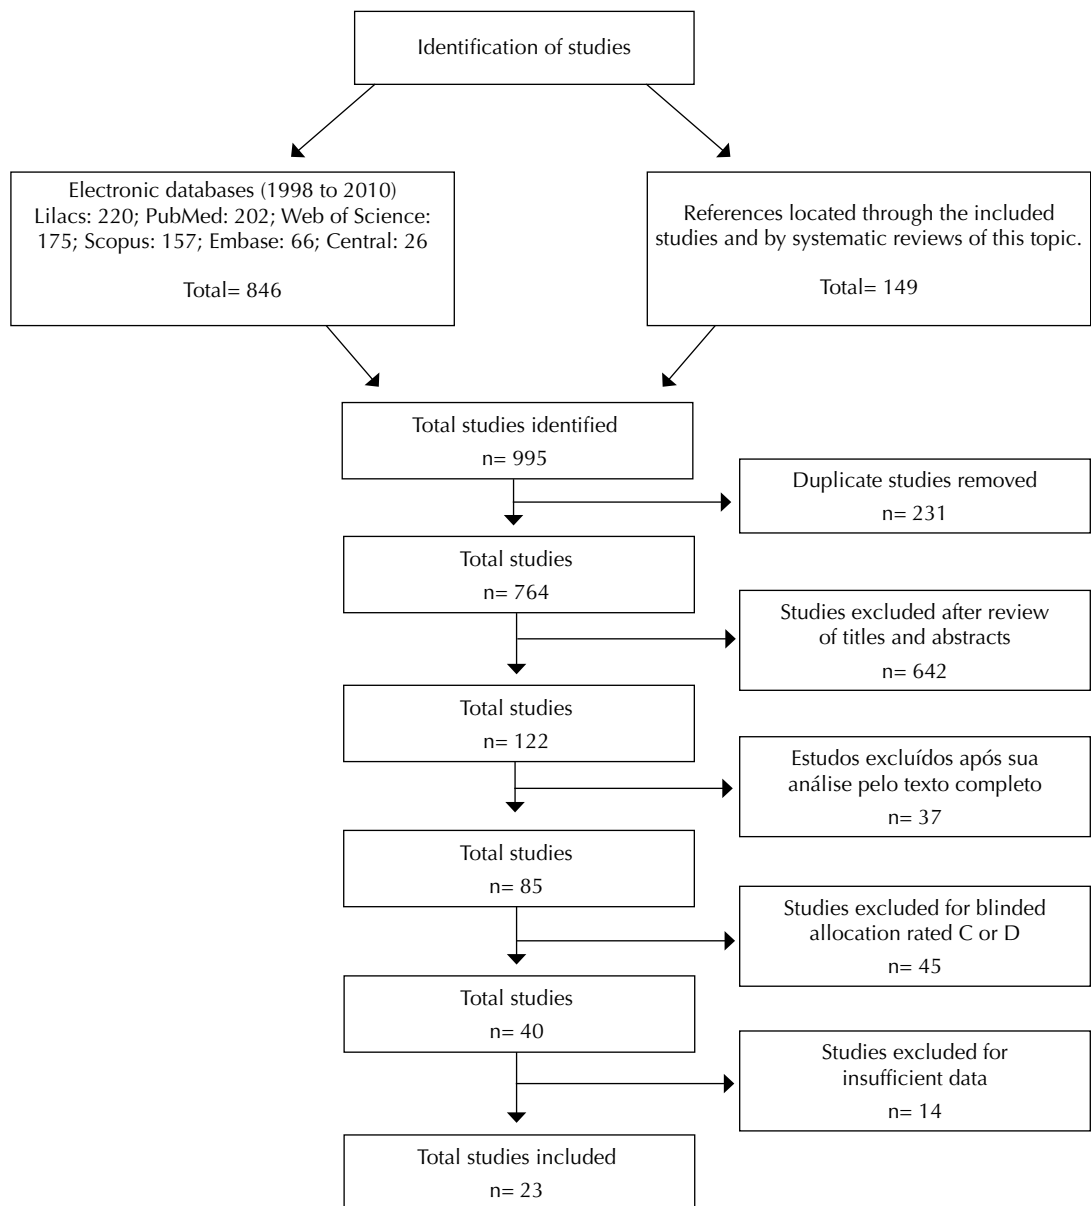 Identification of studies
Electronic databases (1998 to 2010)
Lilacs: 220; PubMed: 202; Web of Science:
175; Scopus: 157; Embase: 66; Central: 26
Total= 846
References located through the included
studies and by systematic reviews of this topic.
Total= 149
Total studies identified
n= 995
Duplicate studies removed
n= 231
Total studies
n= 764
Studies excluded after review
of titles and abstracts
n= 642
Total studies
n= 122
Estudos excluídos após sua
análise pelo texto completo
n= 37
Total studies
n= 85
Studies excluded for blinded
allocation rated C or D
n= 45
Total studies
n= 40
Studies excluded for
insufficient data
n= 14
Total studies included
n= 23